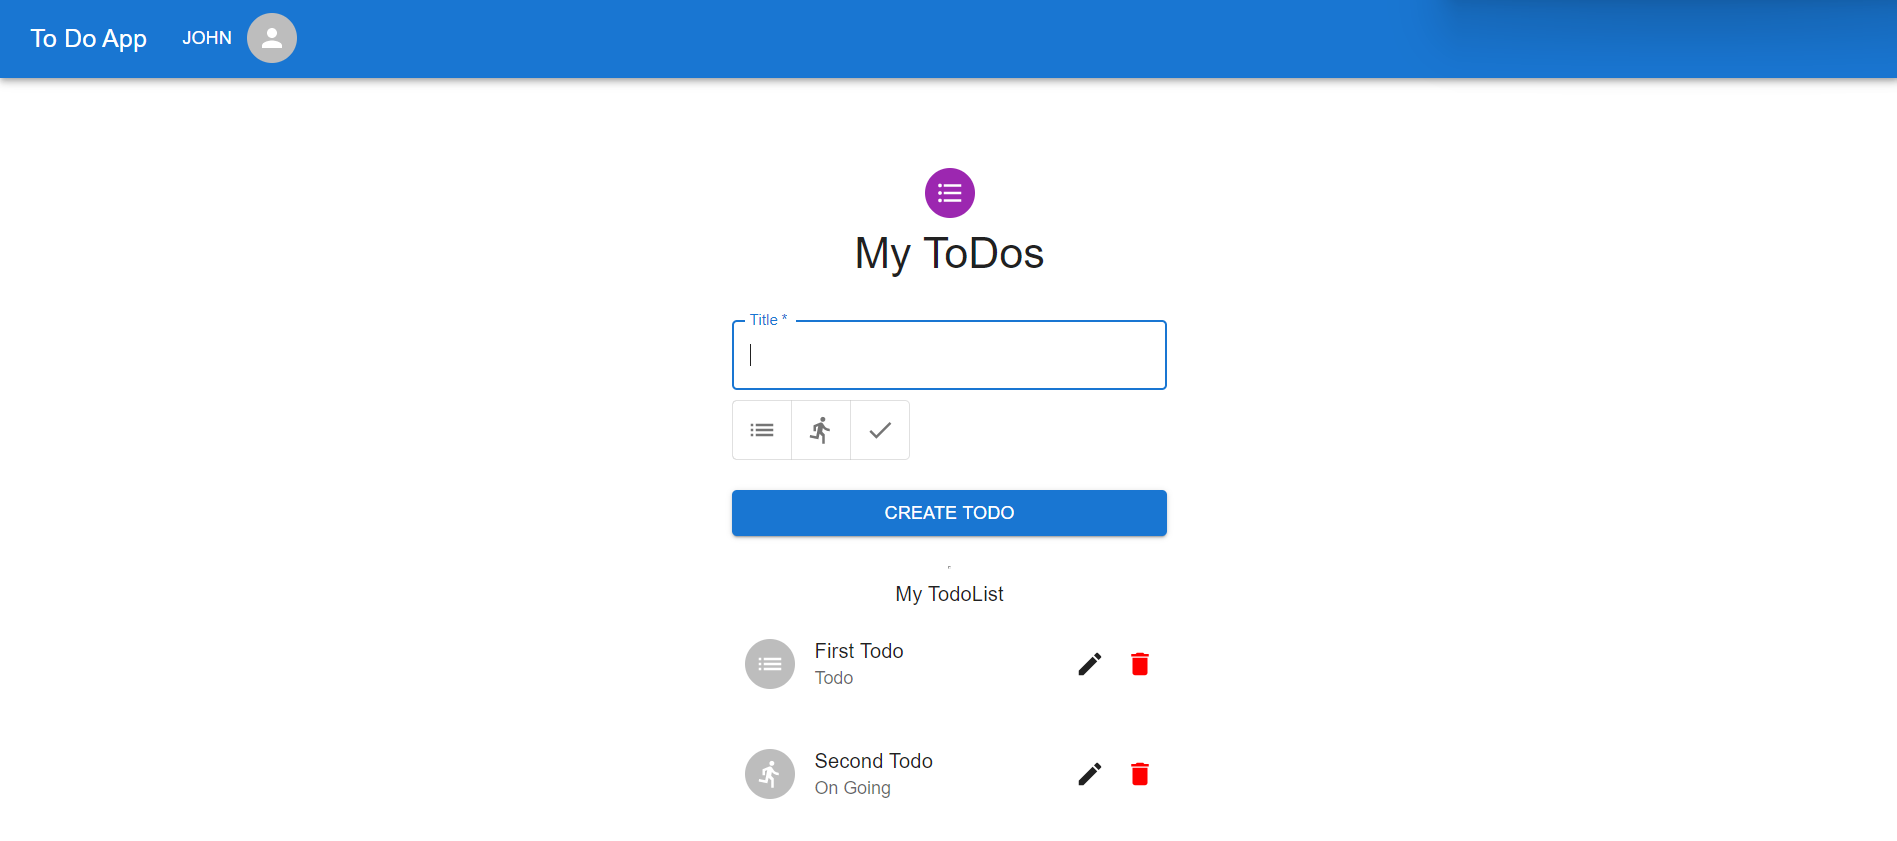 To Do App JOHN
My ToDos
Title *
CREATE TODO
My TodoList
First Todo
Todo
Second Todo
On Going